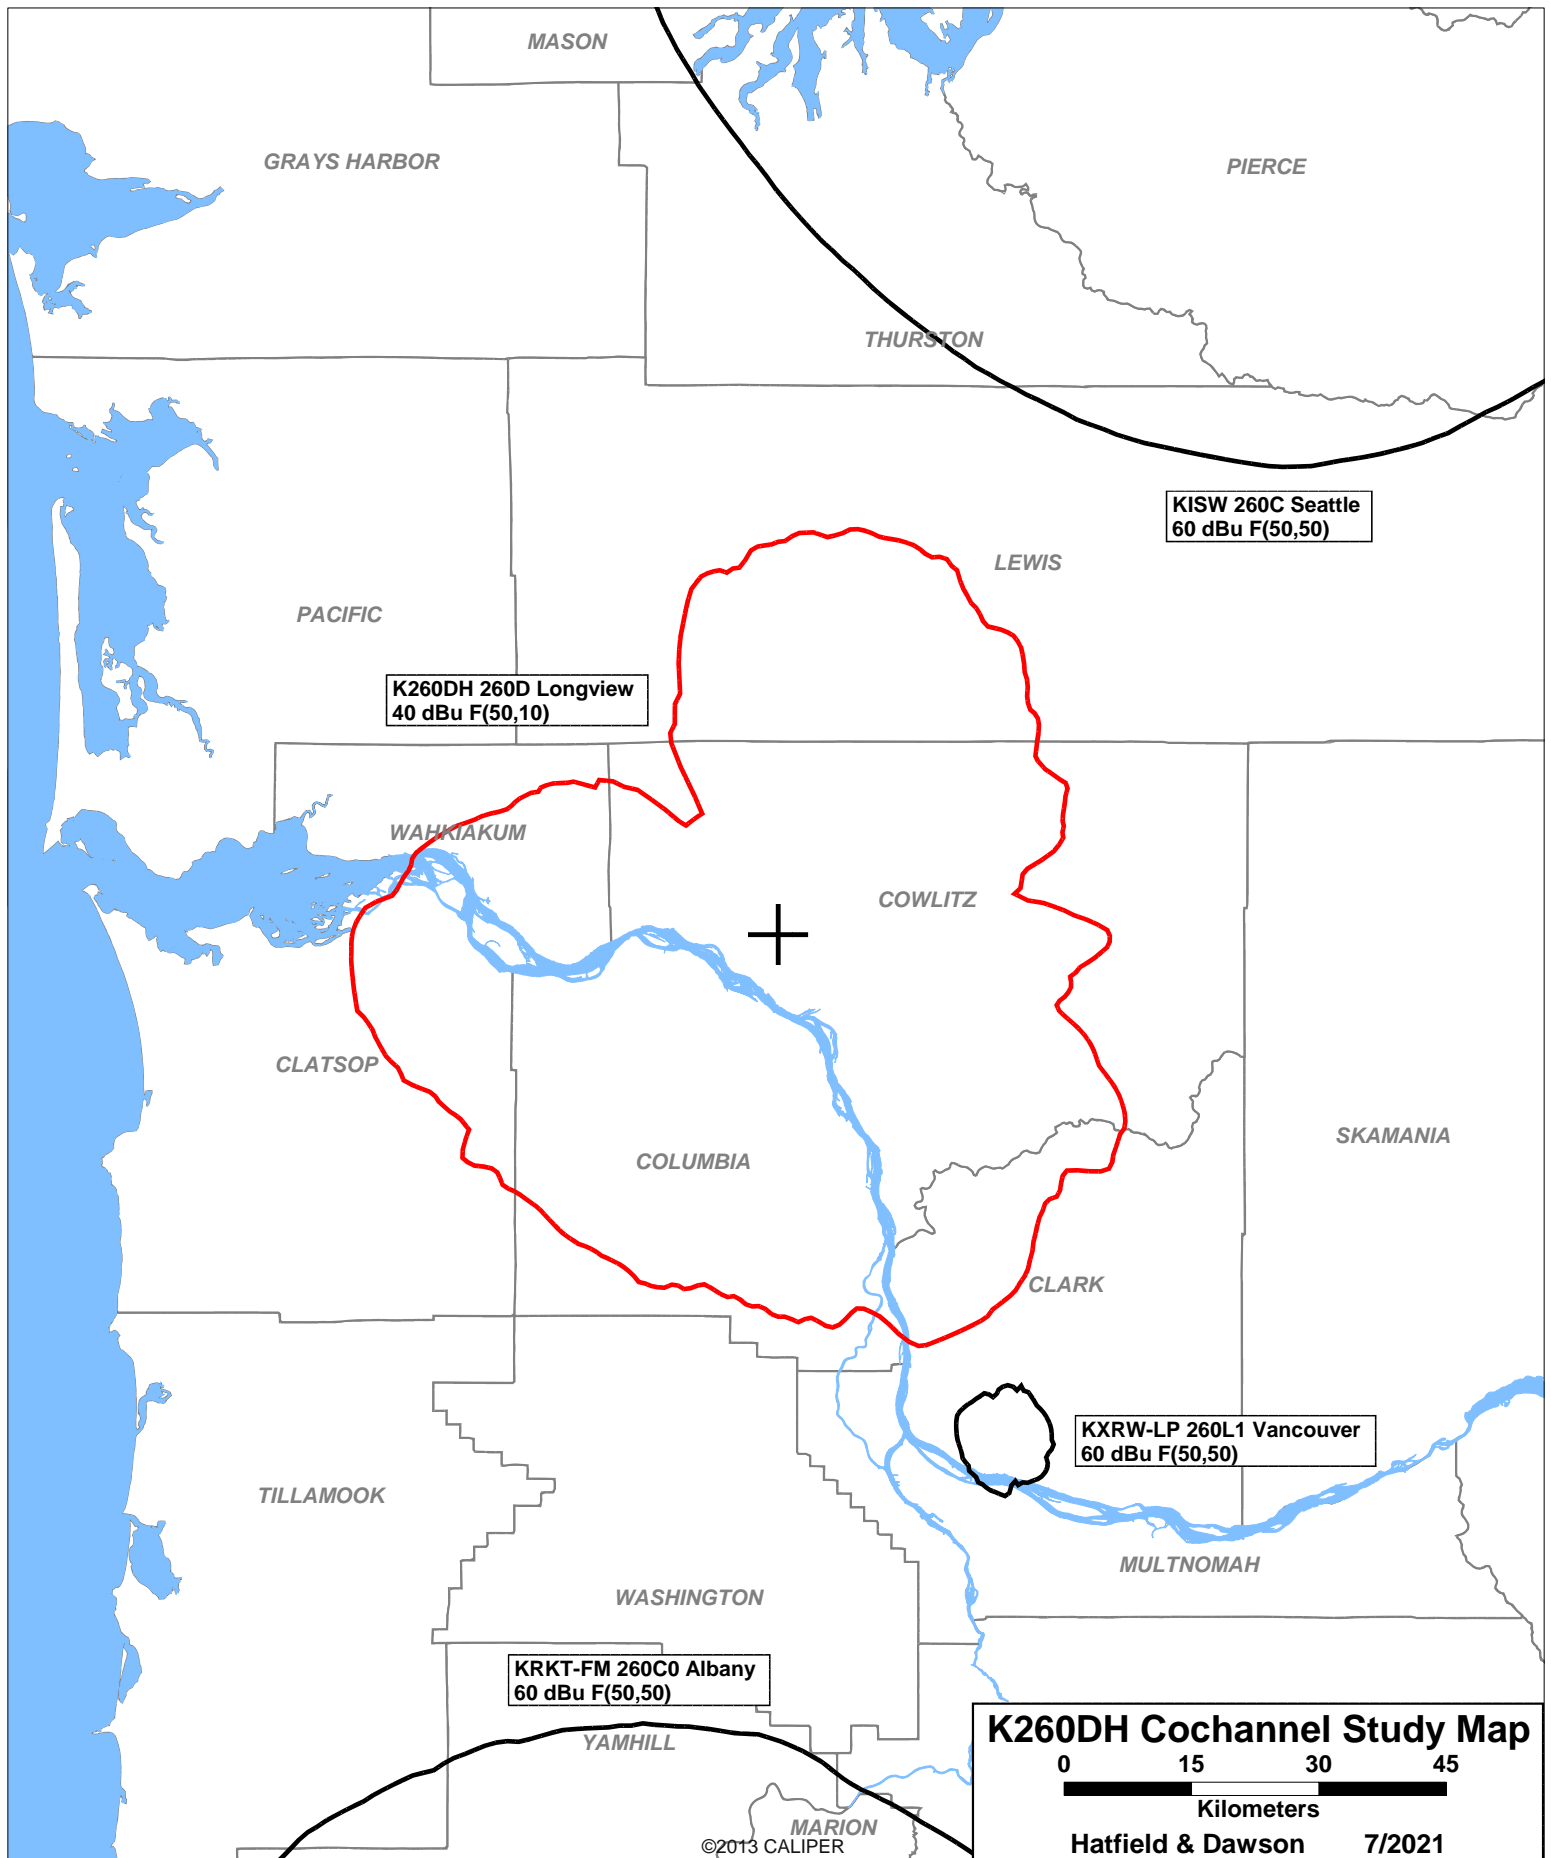 MASON
GRAYS HARBOR
PIERCE
THURSTON
KISW 260C Seattle
60 dBu F(50,50)
LEWIS
PACIFIC
K260DH 260D Longview
40 dBu F(50,10)
WAHKIAKUM
COWLITZ
CLATSOP
SKAMANIA
COLUMBIA
CLARK
KXRW-LP 260L1 Vancouver
60 dBu F(50,50)
TILLAMOOK
MULTNOMAH
WASHINGTON
KRKT-FM 260C0 Albany
60 dBu F(50,50)
YAMHILL
MARION
©2013 CALIPER
K260DH Cochannel Study Map
0 15 30 45
Kilometers
Hatfield & Dawson 7/2021